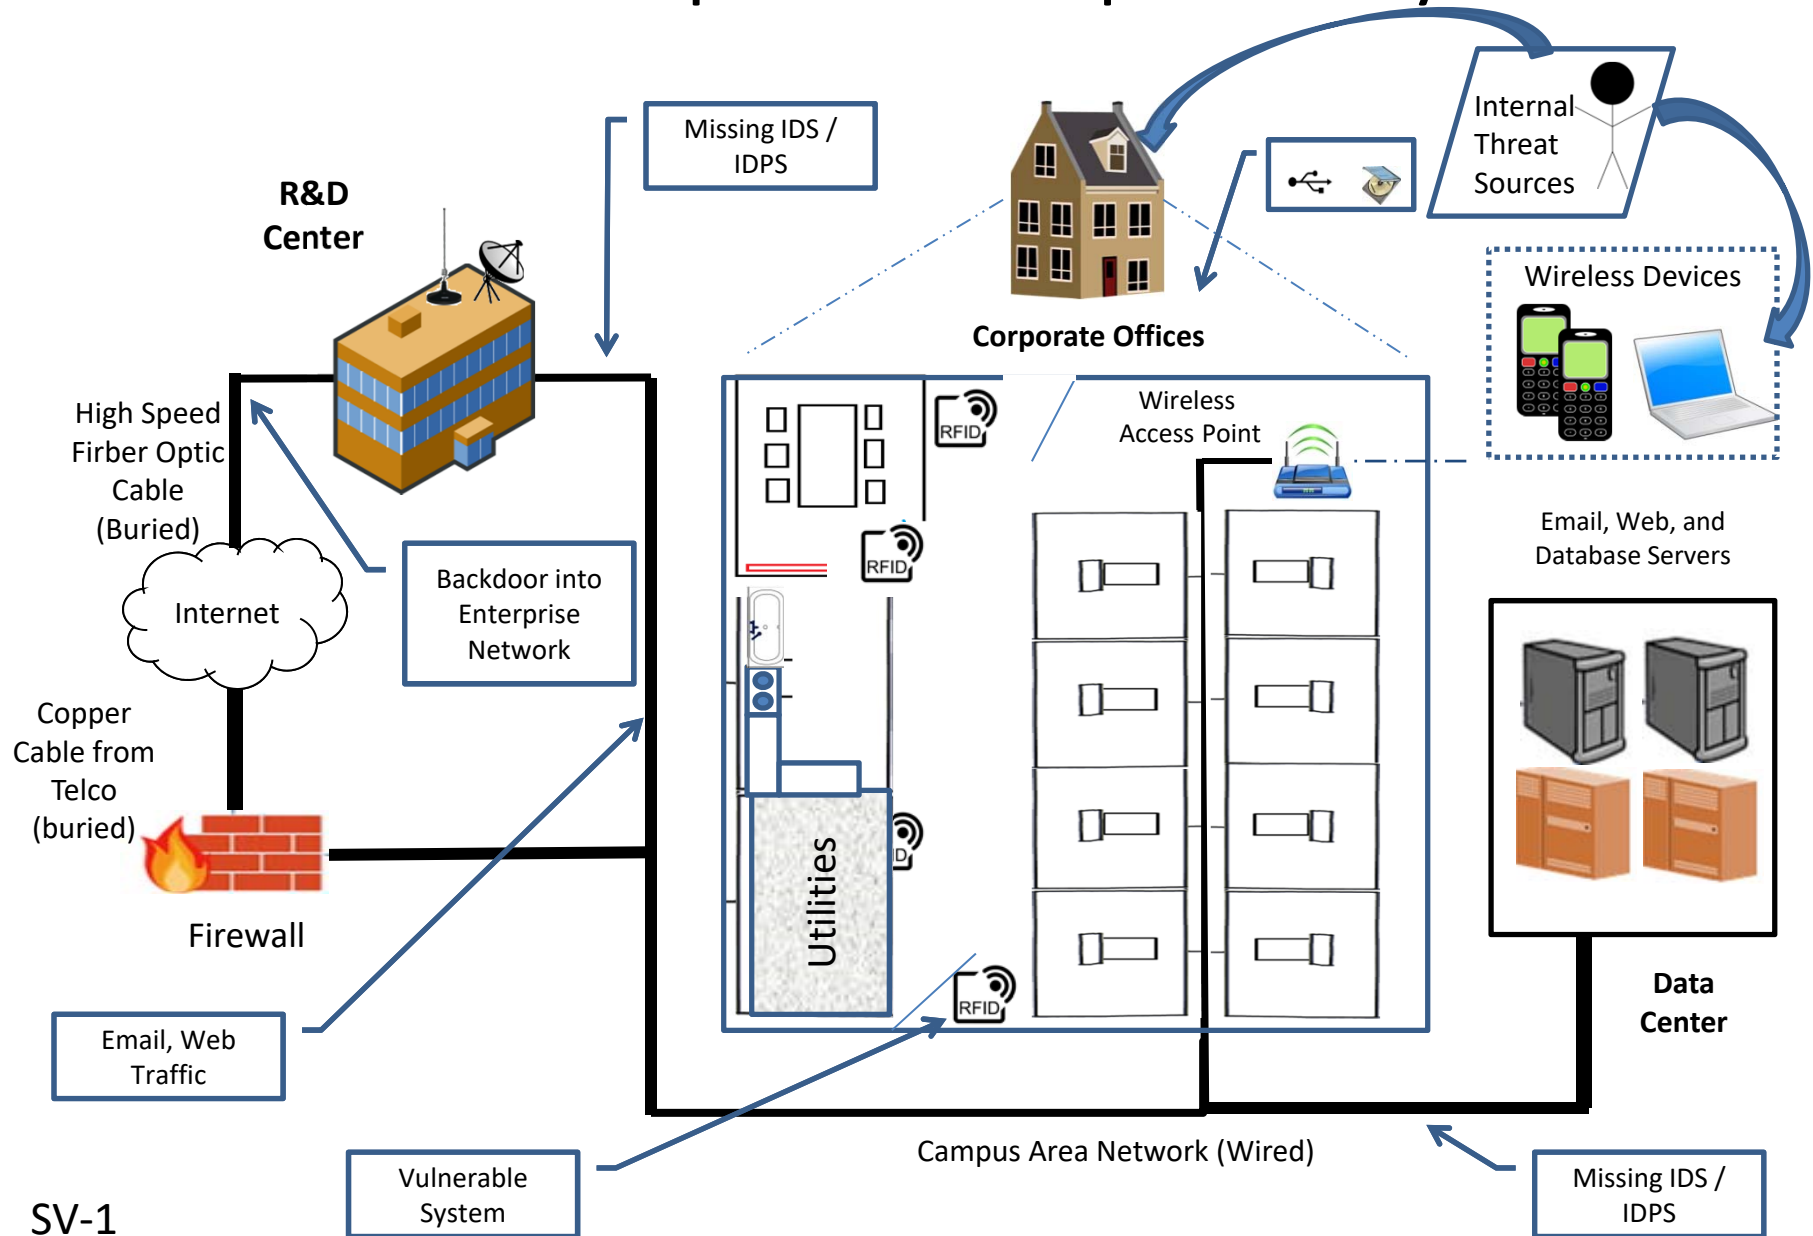 Missing IDS /
IDPS
R&D
Center
Internal
Threat
Sources
Wireless Devices
Corporate Offices
High Speed
Firber Optic
Cable
(Buried)
Wireless
Access Point
RFID
RFID
Email, Web, and
Database Servers
Backdoor into
Enterprise
Network
Internet
Copper
Cable from
Telco
(buried)
ID
Utilities
Firewall
RFID
Data
Center
Email, Web
Traffic
Campus Area Network (Wired)
Vulnerable
System
Missing IDS /
IDPS
SV-1